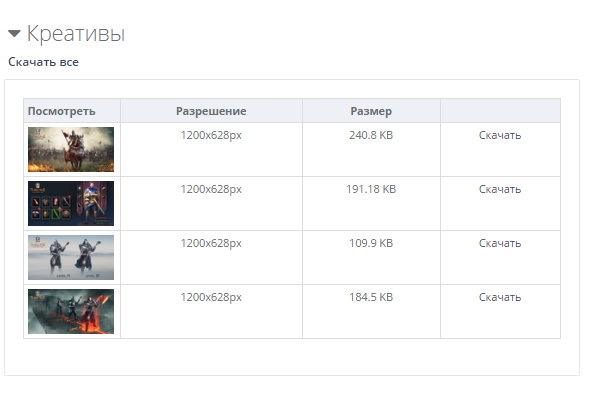 Креативы
Скачать все
Посмотреть Разрешение Размер
1200x628px 240.8 KB Скачать
1200x628px 191.18 KB Скачать
1200x628px 109.9 KB Скачать
1200x628px 184.5 KB Скачать